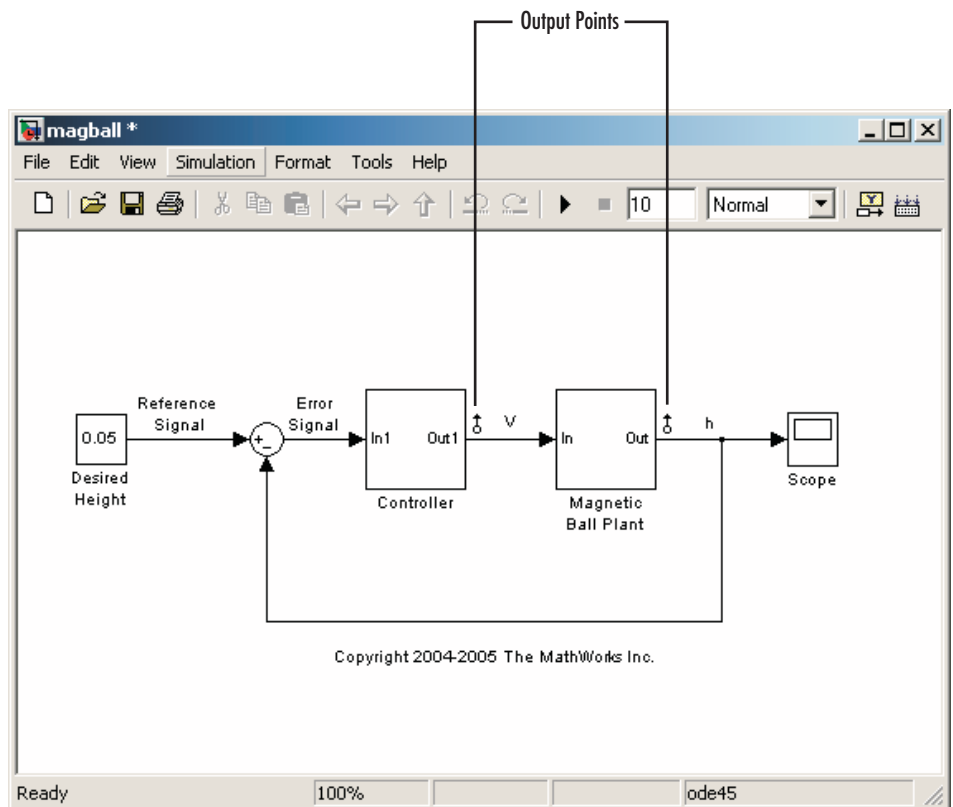 Output Points
magball *
File Edit View Simulation Format Tools Help
10 Normal
Reference
Signal
Error
Signal
0.05
+
-
In1 Out1
V
In Out
h
Desired
Height
Controller
Magnetic
Ball Plant
Scope
Copyright 2004-2005 The MathWorks Inc.
Ready 100% ode45